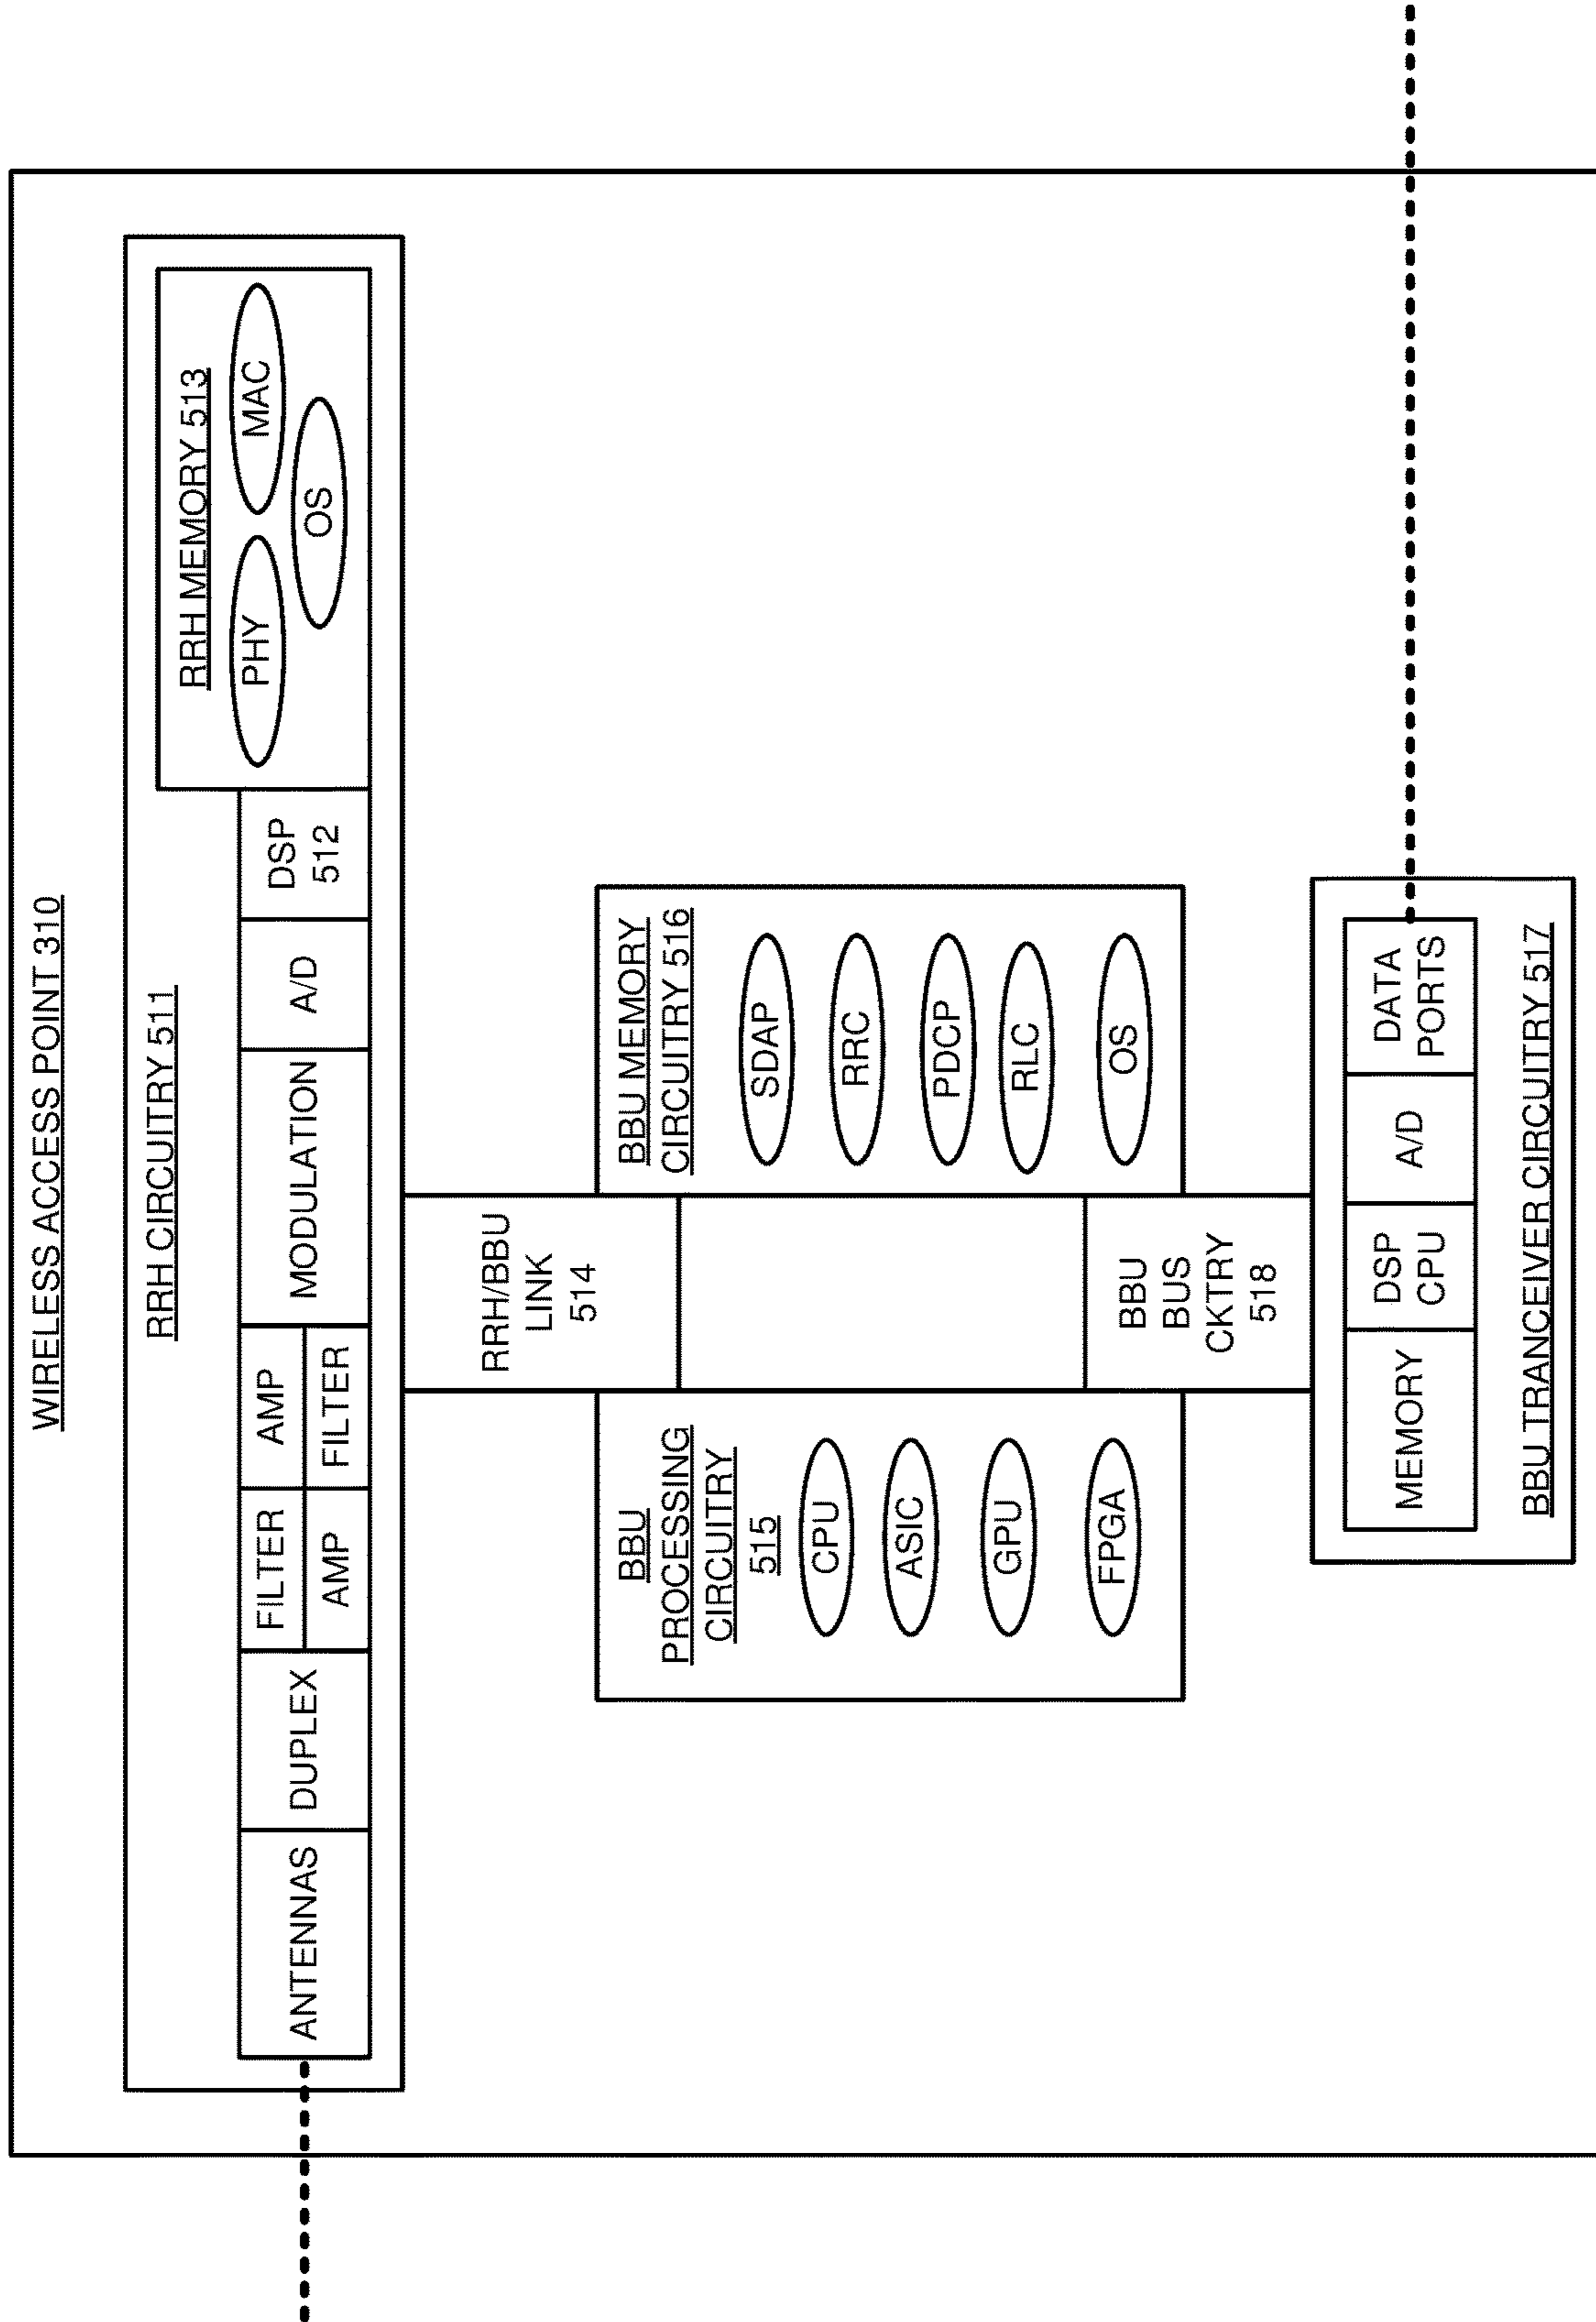 WIRELESS ACCESS POINT 310
RRH CIRCUITRY 511
ANTENNAS
DUPLEX
FILTER
AMP
AMP
FILTER
MODULATION
A/D
DSP
512
RRH MEMORY 513
PHY
MAC
OS
RRH/BBU
LINK
514
BBU
PROCESSING
CIRCUITRY
515
CPU
ASIC
GPU
FPGA
BBU MEMORY
CIRCUITRY 516
SDAP
RRC
PDCP
RLC
OS
BBU
BUS
CKTRY
518
MEMORY
DSP
CPU
A/D
DATA
PORTS
BBU TRANCEIVER CIRCUITRY 517